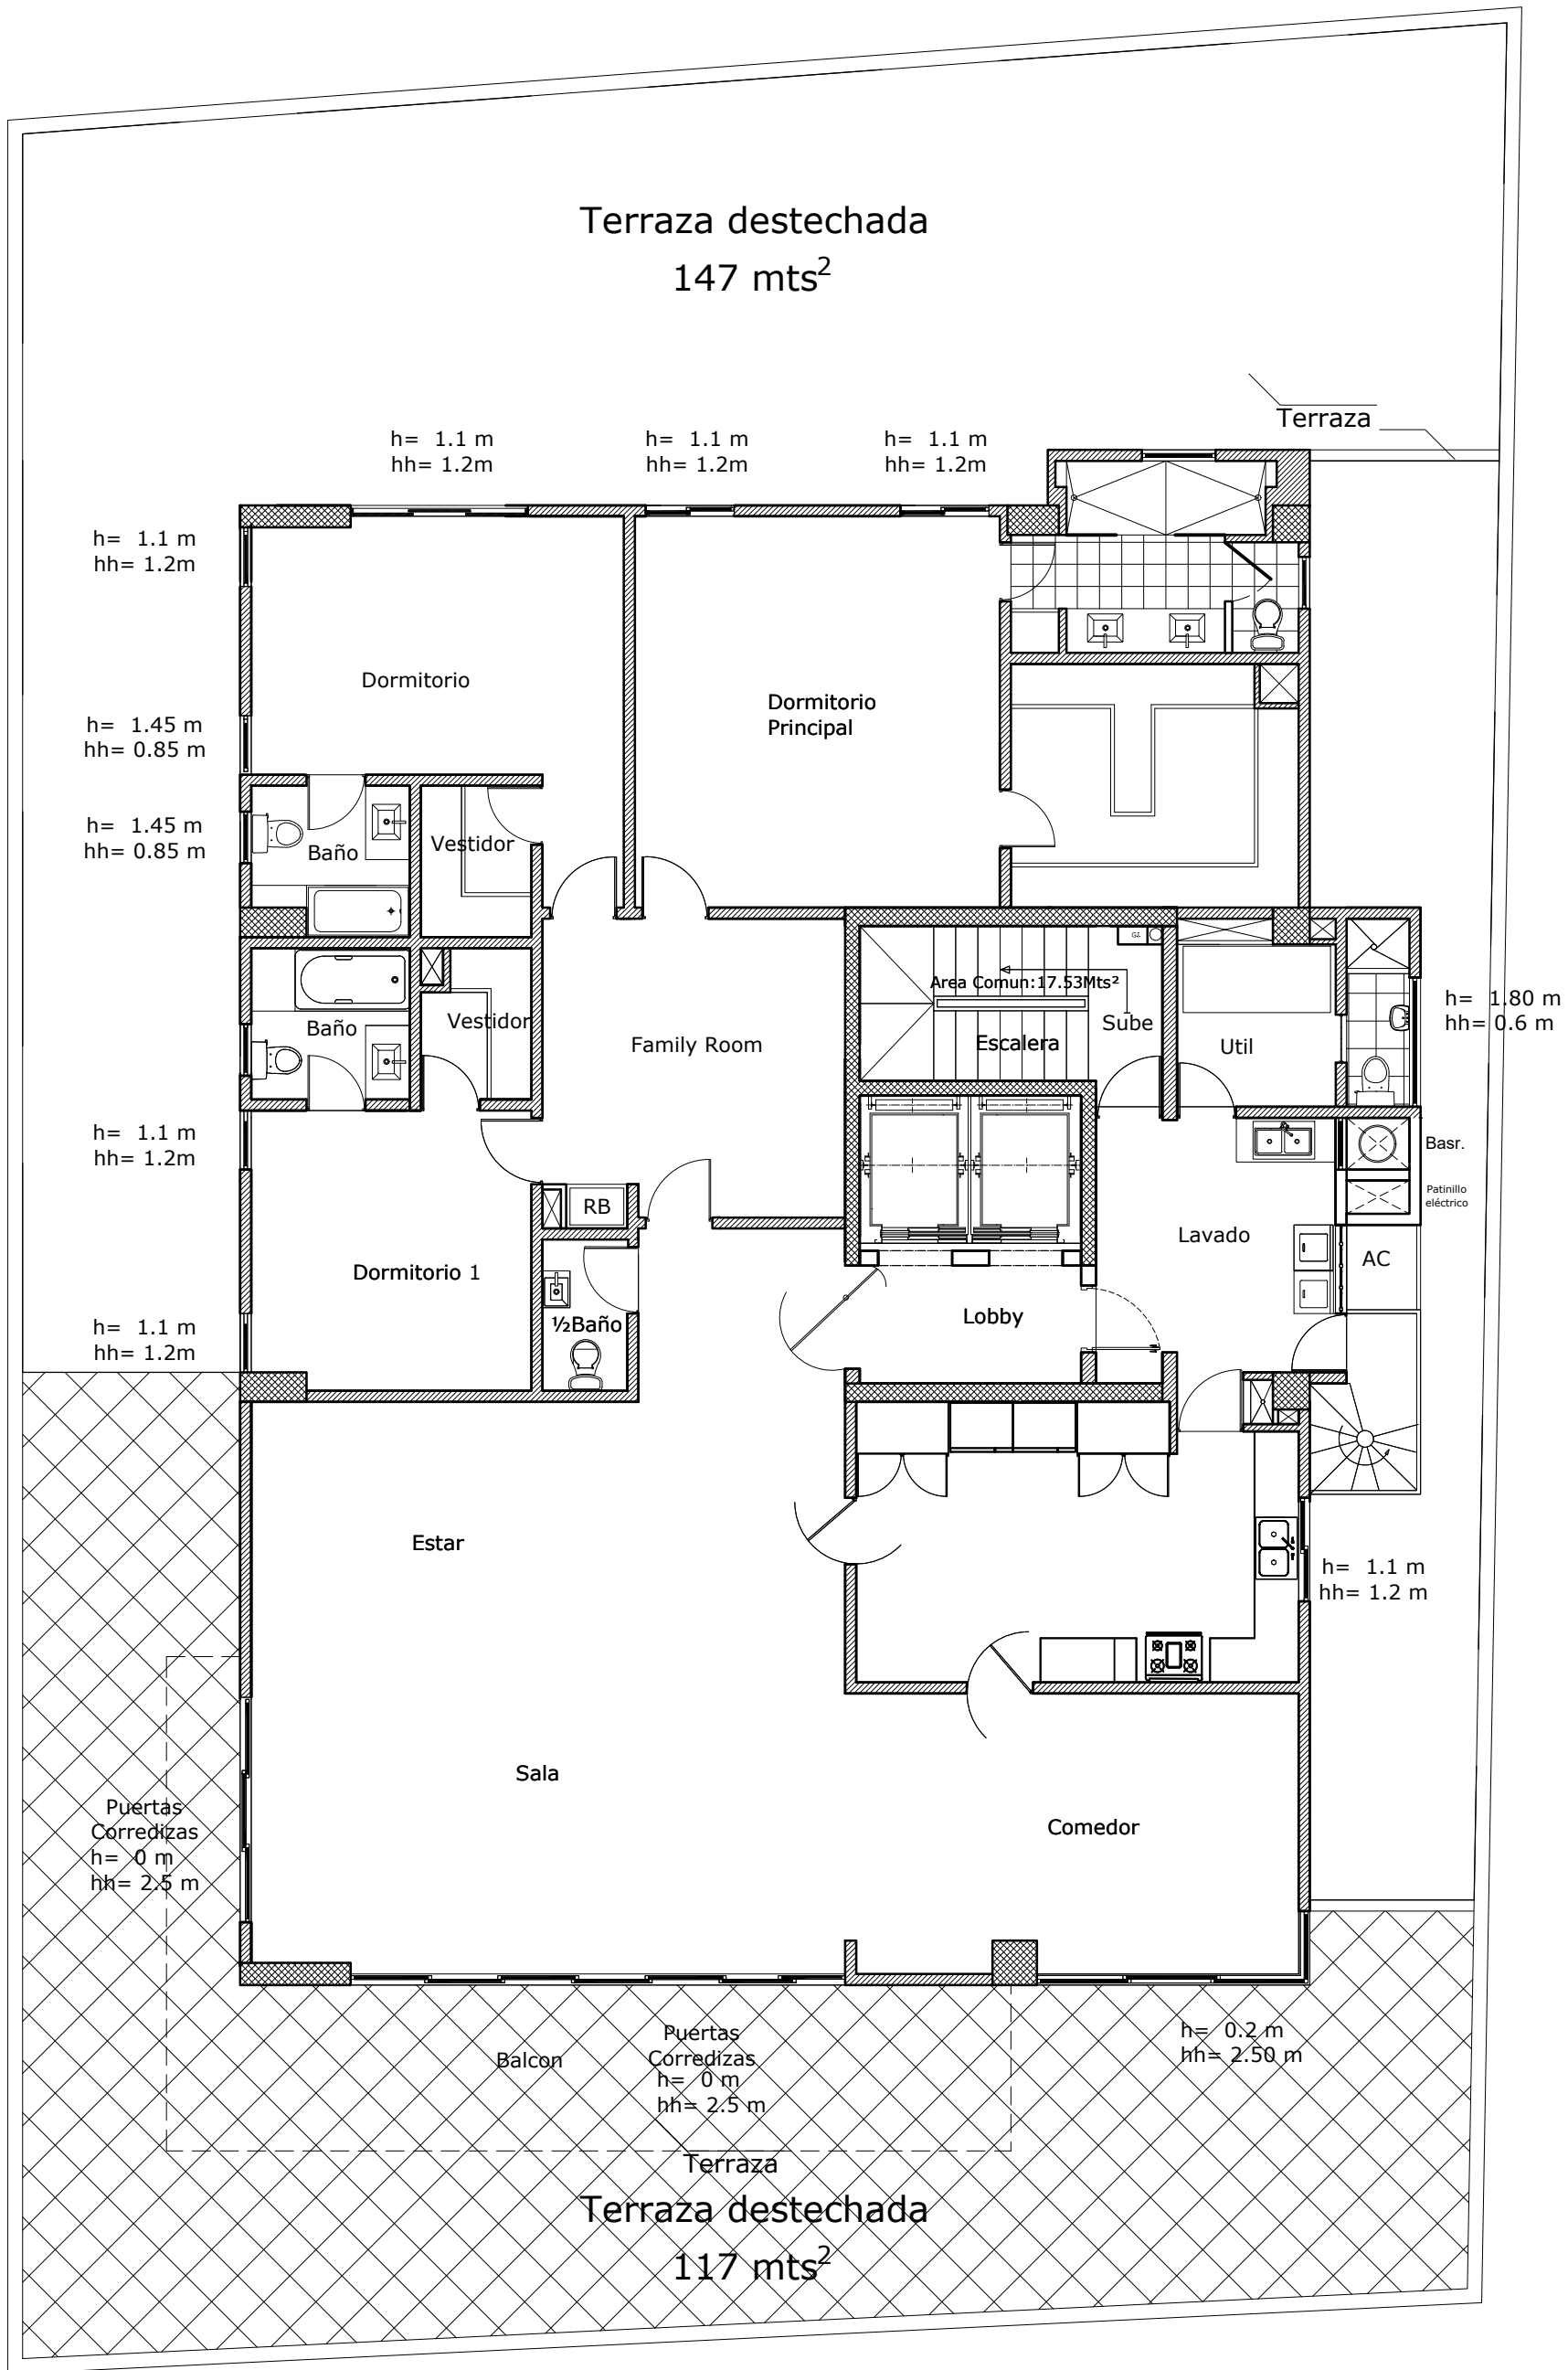 Terraza destechada
147 mts²
Terraza
h= 1.1 m
hh= 1.2m
h= 1.1 m
hh= 1.2m
h= 1.1 m
hh= 1.2m
h= 1.1 m
hh= 1.2m
Dormitorio
Dormitorio
Principal
h= 1.45 m
hh= 0.85 m
h= 1.45 m
hh= 0.85 m
Baño
Vestidor
Area Comun:17.53Mts²
h= 1.80 m
hh= 0.6 m
Baño
Vestidor
Family Room
Escalera
Sube
Util
h= 1.1 m
hh= 1.2m
Basr.
Patinillo
eléctrico
RB
Lavado
AC
Dormitorio 1
h= 1.1 m
hh= 1.2m
½Baño
Lobby
Estar
h= 1.1 m
hh= 1.2 m
Sala
Puertas
Corredizas
h= 0 m
hh= 2.5 m
Comedor
Balcon
Puertas
Corredizas
h= 0 m
hh= 2.5 m
h= 0.2 m
hh= 2.50 m
Terraza
Terraza destechada
117 mts²